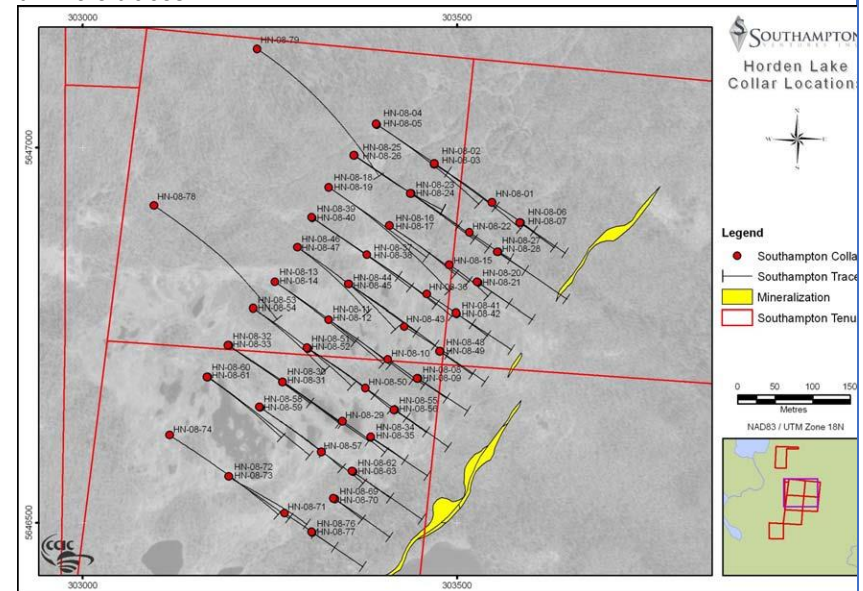 303000
303500
SOUTHAMPTON
VENTURES INC
Horden Lake
Collar Locations
N
W
E
S
5647000
5646500
HN-08-79
HN-08-04
HN-08-05
HN-08-25
HN-08-26
HN-08-02
HN-08-03
HN-08-18
HN-08-19
HN-08-23
HN-08-24
HN-08-01
HN-08-78
HN-08-39
HN-08-40
HN-08-16
HN-08-17
HN-08-22
HN-08-06
HN-08-07
HN-08-46
HN-08-47
HN-08-37
HN-08-38
HN-08-15
HN-08-27
HN-08-28
HN-08-13
HN-08-14
HN-08-44
HN-08-45
HN-08-36
HN-08-20
HN-08-21
HN-08-53
HN-08-54
HN-08-11
HN-08-12
HN-08-43
HN-08-41
HN-08-42
HN-08-32
HN-08-33
HN-08-51
HN-08-52
HN-08-10
HN-08-48
HN-08-49
HN-08-60
HN-08-61
HN-08-30
HN-08-31
HN-08-50
HN-08-08
HN-08-09
HN-08-58
HN-08-59
HN-08-29
HN-08-55
HN-08-56
HN-08-74
HN-08-57
HN-08-34
HN-08-35
HN-08-72
HN-08-73
HN-08-62
HN-08-63
HN-08-71
HN-08-69
HN-08-70
HN-08-76
HN-08-77
CCIC
303000
303500
Legend
Southampton Colla
Southampton Trace
Mineralization
Southampton Tenu
0 50 100 150
Metres
NAD83 / UTM Zone 18N